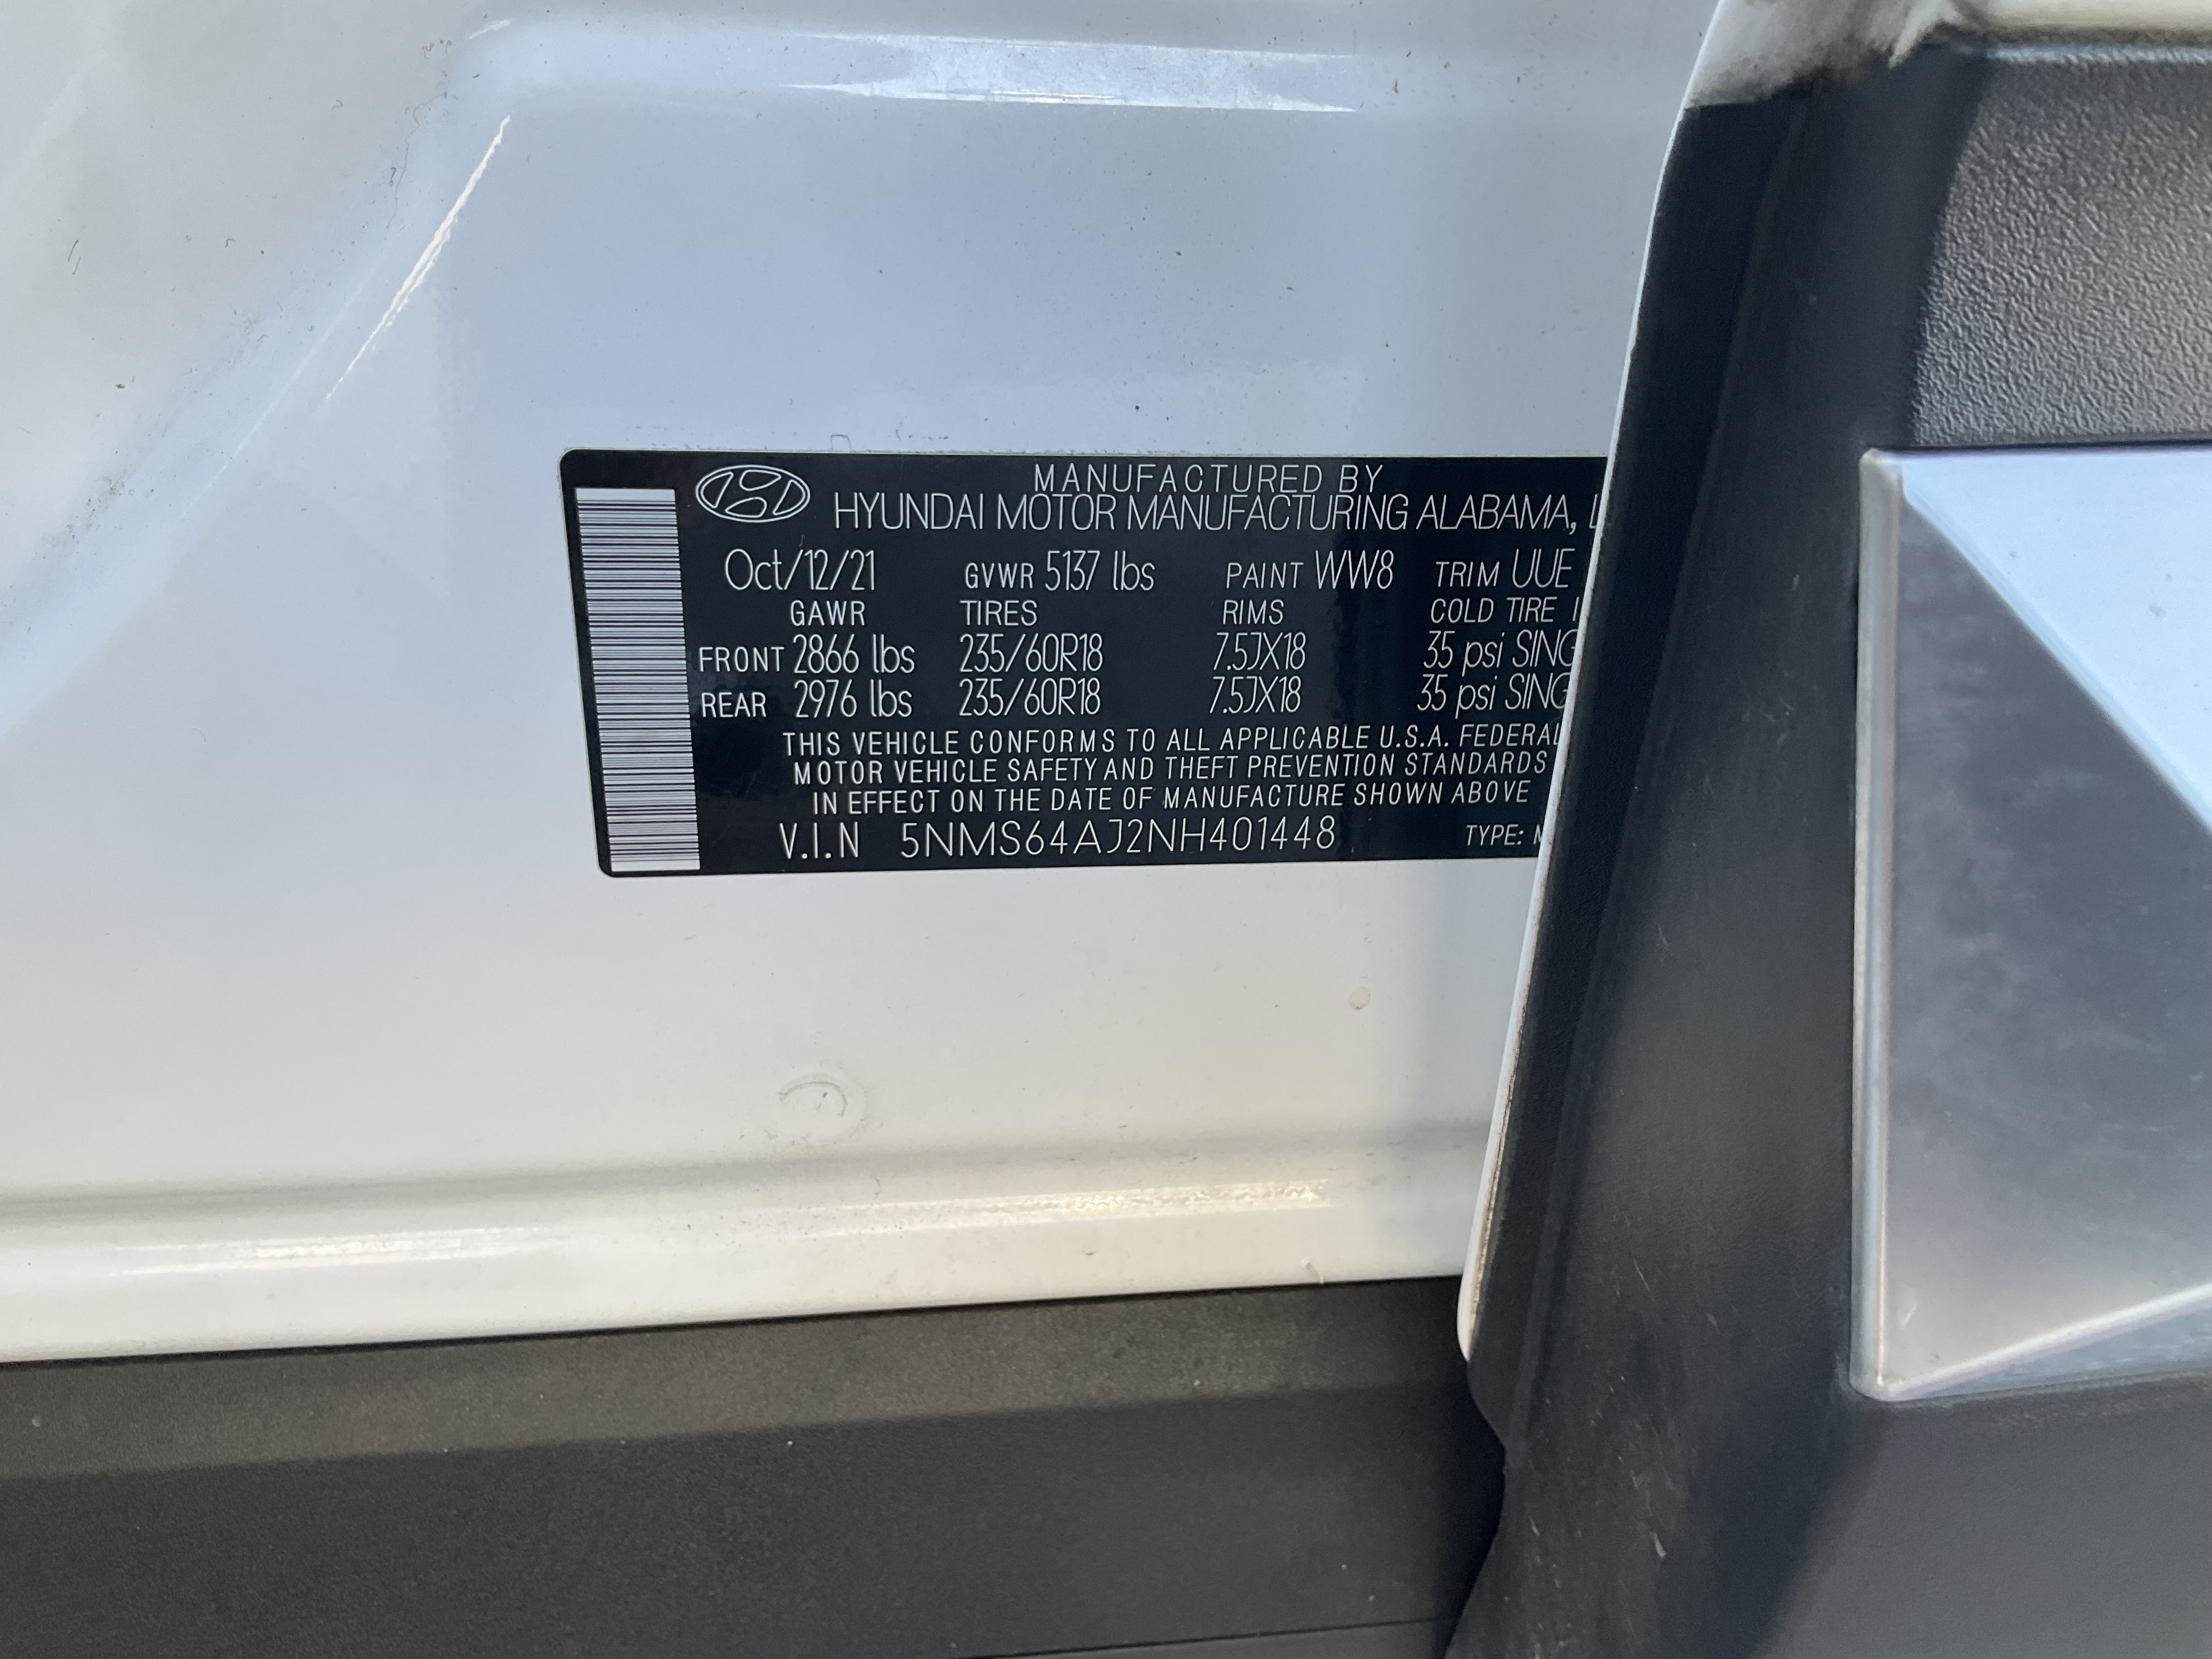 MANUFACTURED BY
HYUNDAI MOTOR MANUFACTURING ALABAMA,
Oct/12/21 GVWR 5137 lbs PAINT WW8 TRIM UUE
GAWR TIRES RIMS COLD TIRE
FRONT 2866 lbs 235/60R18 7.5JX18 35 psi SING
REAR 2976 lbs 235/60R18 7.5JX18 35 psi SING
THIS VEHICLE CONFORMS TO ALL APPLICABLE U.S.A. FEDERAL
MOTOR VEHICLE SAFETY AND THEFT PREVENTION STANDARDS
IN EFFECT ON THE DATE OF MANUFACTURE SHOWN ABOVE
V.I.N 5NMS64AJ2NH401448 TYPE: